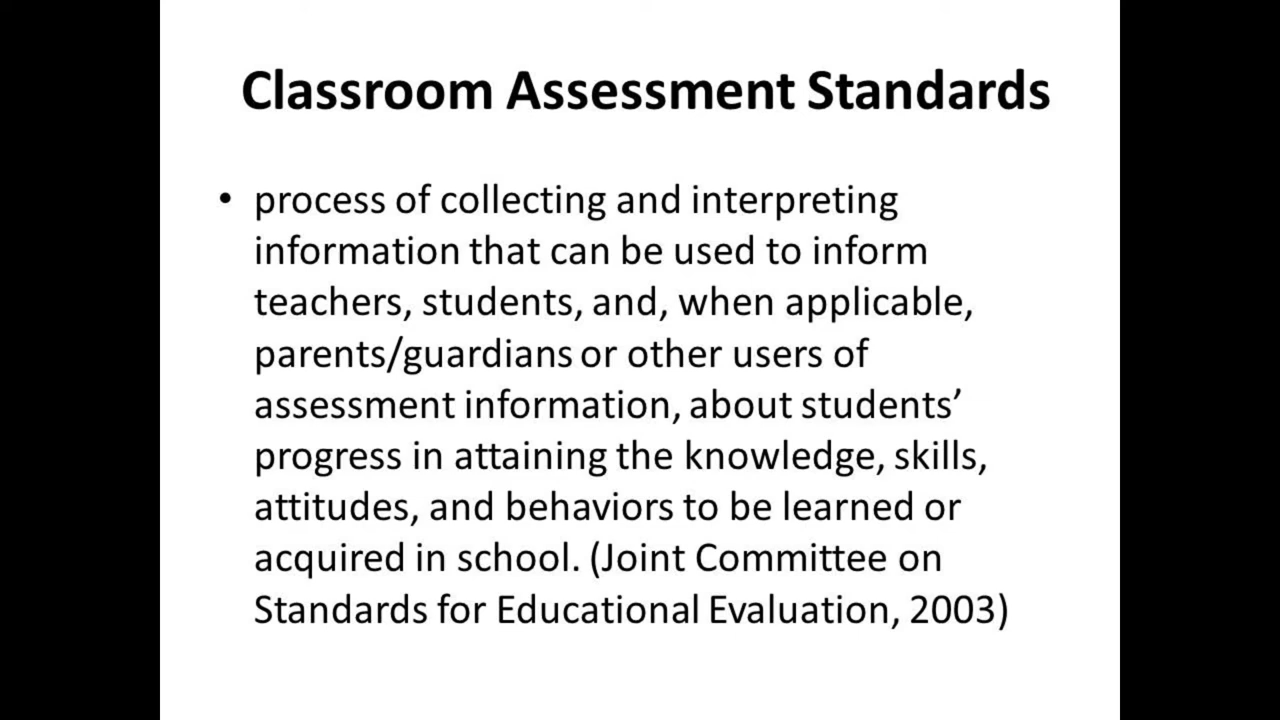 Classroom Assessment Standards
• process of collecting and interpreting
information that can be used to inform
teachers, students, and, when applicable,
parents/guardians or other users of
assessment information, about students’
progress in attaining the knowledge, skills,
attitudes, and behaviors to be learned or
acquired in school. (Joint Committee on
Standards for Educational Evaluation, 2003)